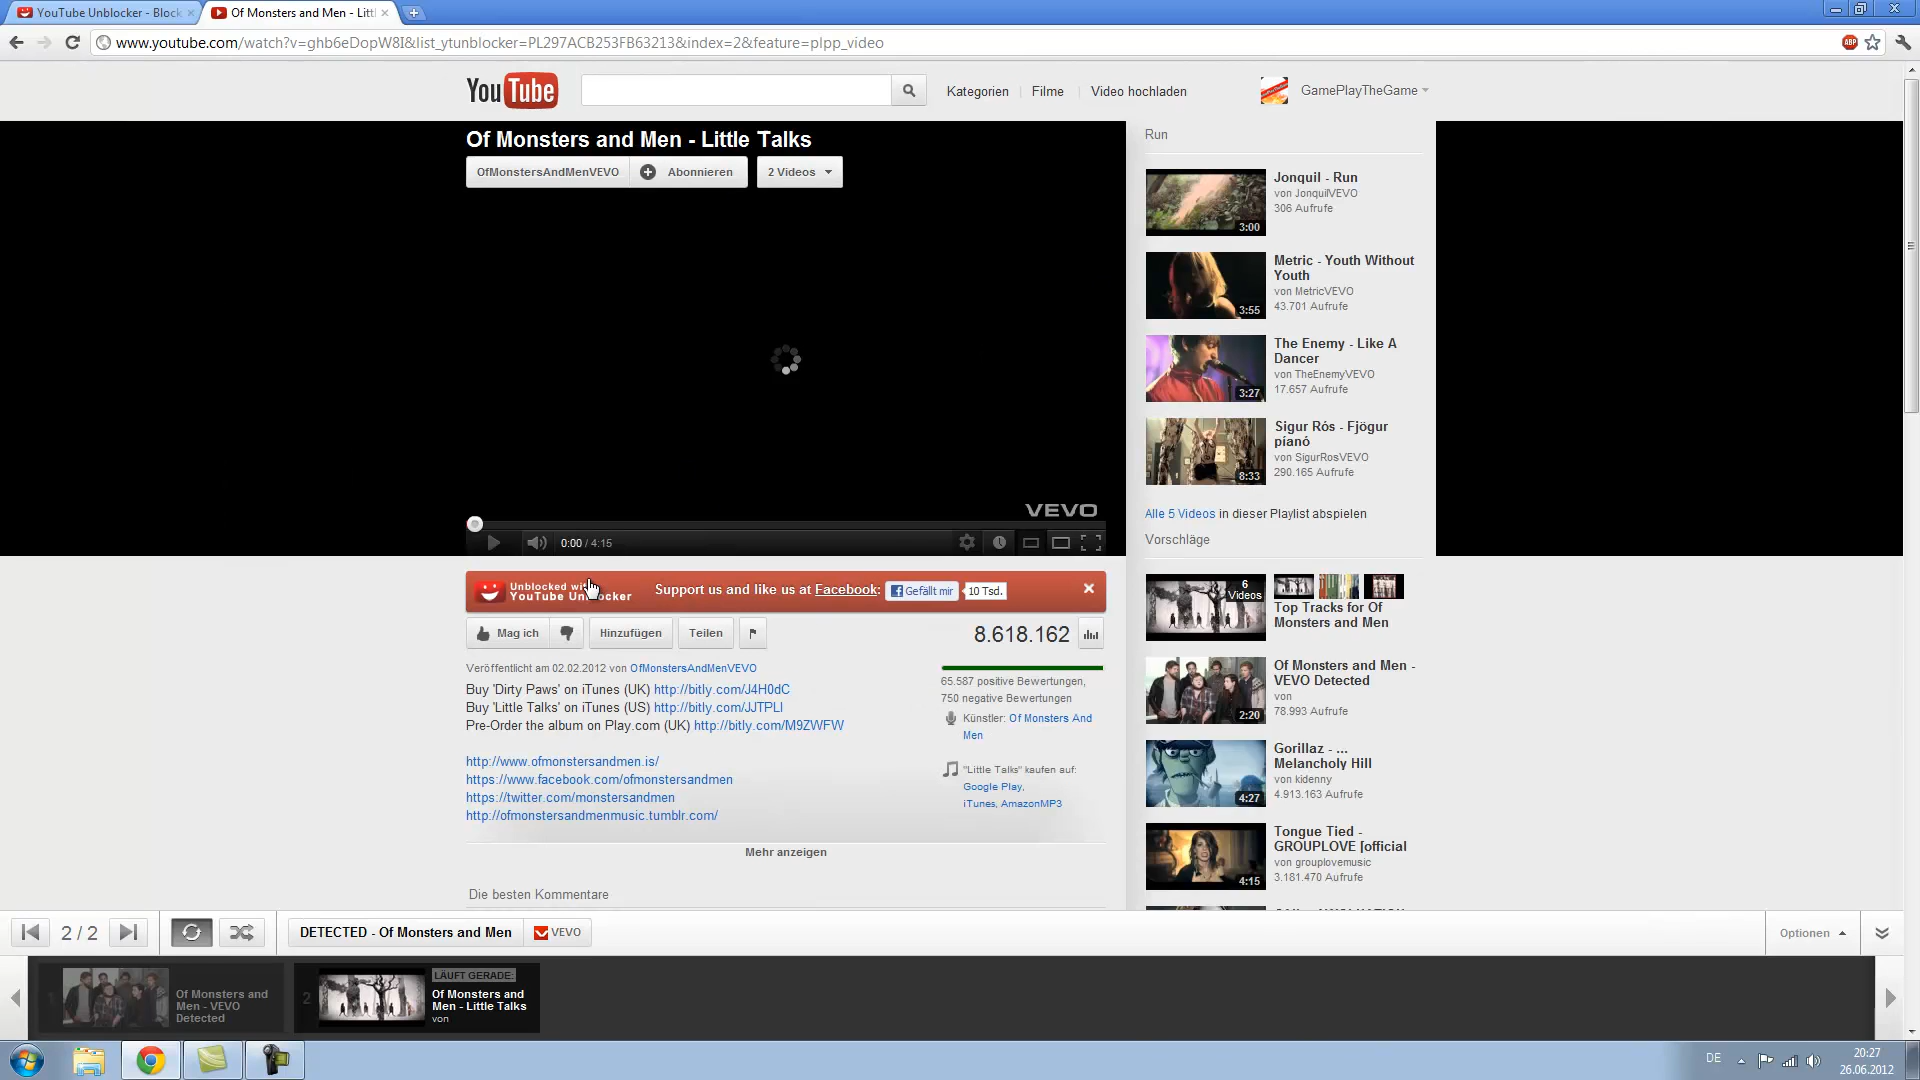 YouTube Unblocker - Block
Of Monsters and Men - Littl
www.youtube.com/watch?v=ghb6eDopW8I&list_ytunblocker=PL297ACB253FB63213&index=2&feature=plpp_video
ABP
YouTube
Kategorien
Filme
Video hochladen
GamePlayTheGame
Of Monsters and Men - Little Talks
OfMonstersAndMenVEVO
Abonnieren
2 Videos
VEVO
0:00 / 4:15
Unblocked with
YouTube Unblocker
Support us and like us at Facebook:
Gefällt mir
10 Tsd.
Mag ich
Hinzufügen
Teilen
8.618.162
Veröffentlicht am 02.02.2012 von OfMonstersAndMenVEVO
Buy 'Dirty Paws' on iTunes (UK) http://bitly.com/J4H0dC
Buy 'Little Talks' on iTunes (US) http://bitly.com/JJTPLI
Pre-Order the album on Play.com (UK) http://bitly.com/M9ZWFW
http://www.ofmonstersandmen.is/
https://www.facebook.com/ofmonstersandmen
https://twitter.com/monstersandmen
http://ofmonstersandmenmusic.tumblr.com/
65.587 positive Bewertungen,
750 negative Bewertungen
Künstler: Of Monsters And
Men
"Little Talks" kaufen auf:
Google Play,
iTunes, AmazonMP3
Mehr anzeigen
Die besten Kommentare
Run
3:00
Jonquil - Run
von JonquilVEVO
306 Aufrufe
3:55
Metric - Youth Without
Youth
von MetricVEVO
43.701 Aufrufe
3:27
The Enemy - Like A
Dancer
von TheEnemyVEVO
17.657 Aufrufe
8:33
Sigur Rós - Fjögur
píanó
von SigurRosVEVO
290.165 Aufrufe
Alle 5 Videos in dieser Playlist abspielen
Vorschläge
6
Videos
Top Tracks for Of
Monsters and Men
2:20
Of Monsters and Men -
VEVO Detected
von
78.993 Aufrufe
4:27
Gorillaz - ...
Melancholy Hill
von kidenny
4.913.163 Aufrufe
4:15
Tongue Tied -
GROUPLOVE [official
von grouplovemusic
3.181.470 Aufrufe
2 / 2
DETECTED - Of Monsters and Men
VEVO
Optionen
1
Of Monsters and
Men - VEVO
Detected
2
LÄUFT GERADE:
Of Monsters and
Men - Little Talks
von
DE
20:27
26.06.2012